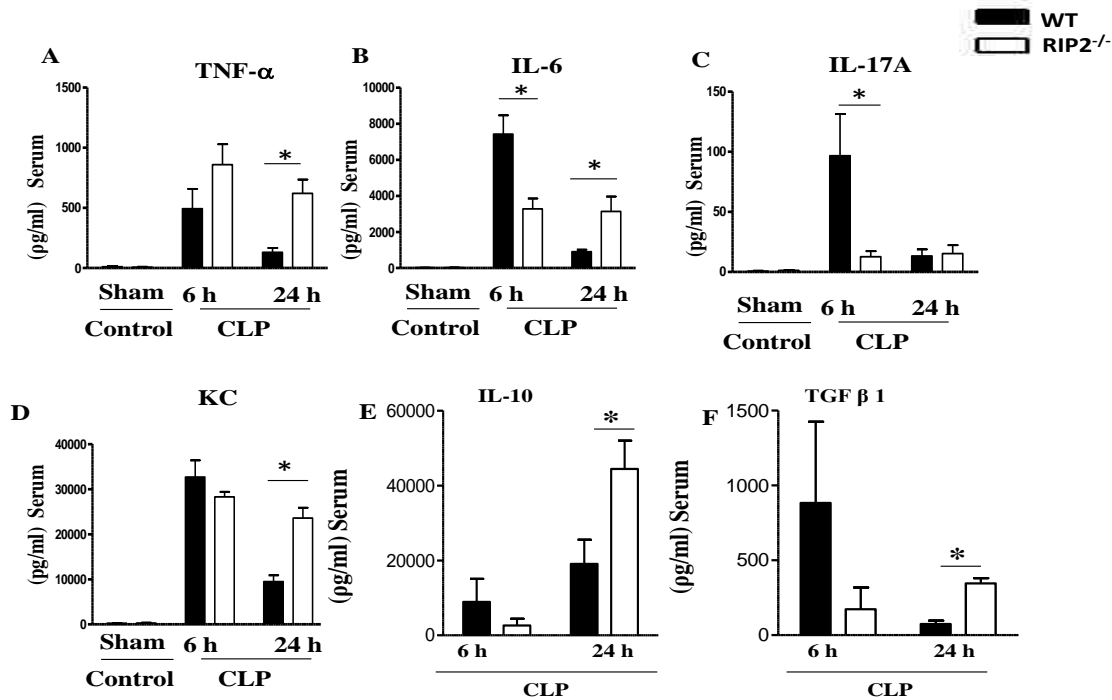 WT
RIP2-/-
A
TNF-α
1500
1000
500
0
(ρg/ml) Serum
Sham
6 h
24 h
Control
CLP
B
IL-6
10000
8000
6000
4000
2000
0
(pg/ml) Serum
*
*
Sham
6 h
24 h
Control
CLP
C
IL-17A
150
100
50
0
(pg/ml) Serum
*
Sham
6 h
24 h
Control
CLP
*
D
KC
40000
30000
20000
10000
0
(pg/ml) Serum
*
Sham
6 h
24 h
Control
CLP
E
IL-10
60000
40000
20000
0
(ρg/ml) Serum
*
6 h
24 h
CLP
F
TGF β 1
1500
1000
500
0
(ρg/ml) Serum
*
6 h
24 h
CLP